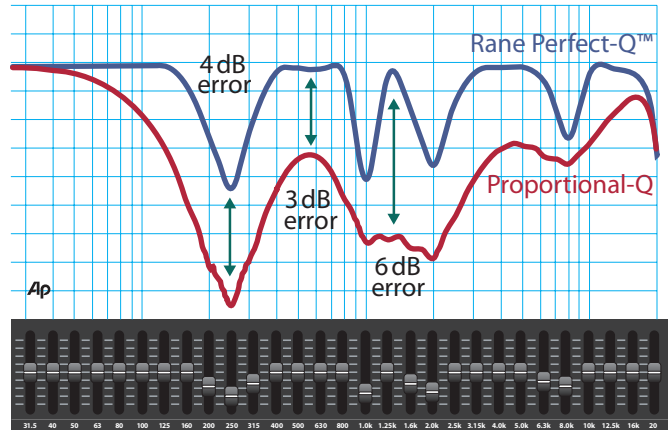 Rane Perfect-Q™
4 dB
error
3 dB
error
Proportional-Q
6 dB
error
Ap
31.5 40 50 63 80 100 125 160 200 250 315 400 500 630 800 1.0k 1.25k 1.6k 2.0k 2.5k 3.15k 4.0k 5.0k 6.3k 8.0k 10k 12.5k 16k 20